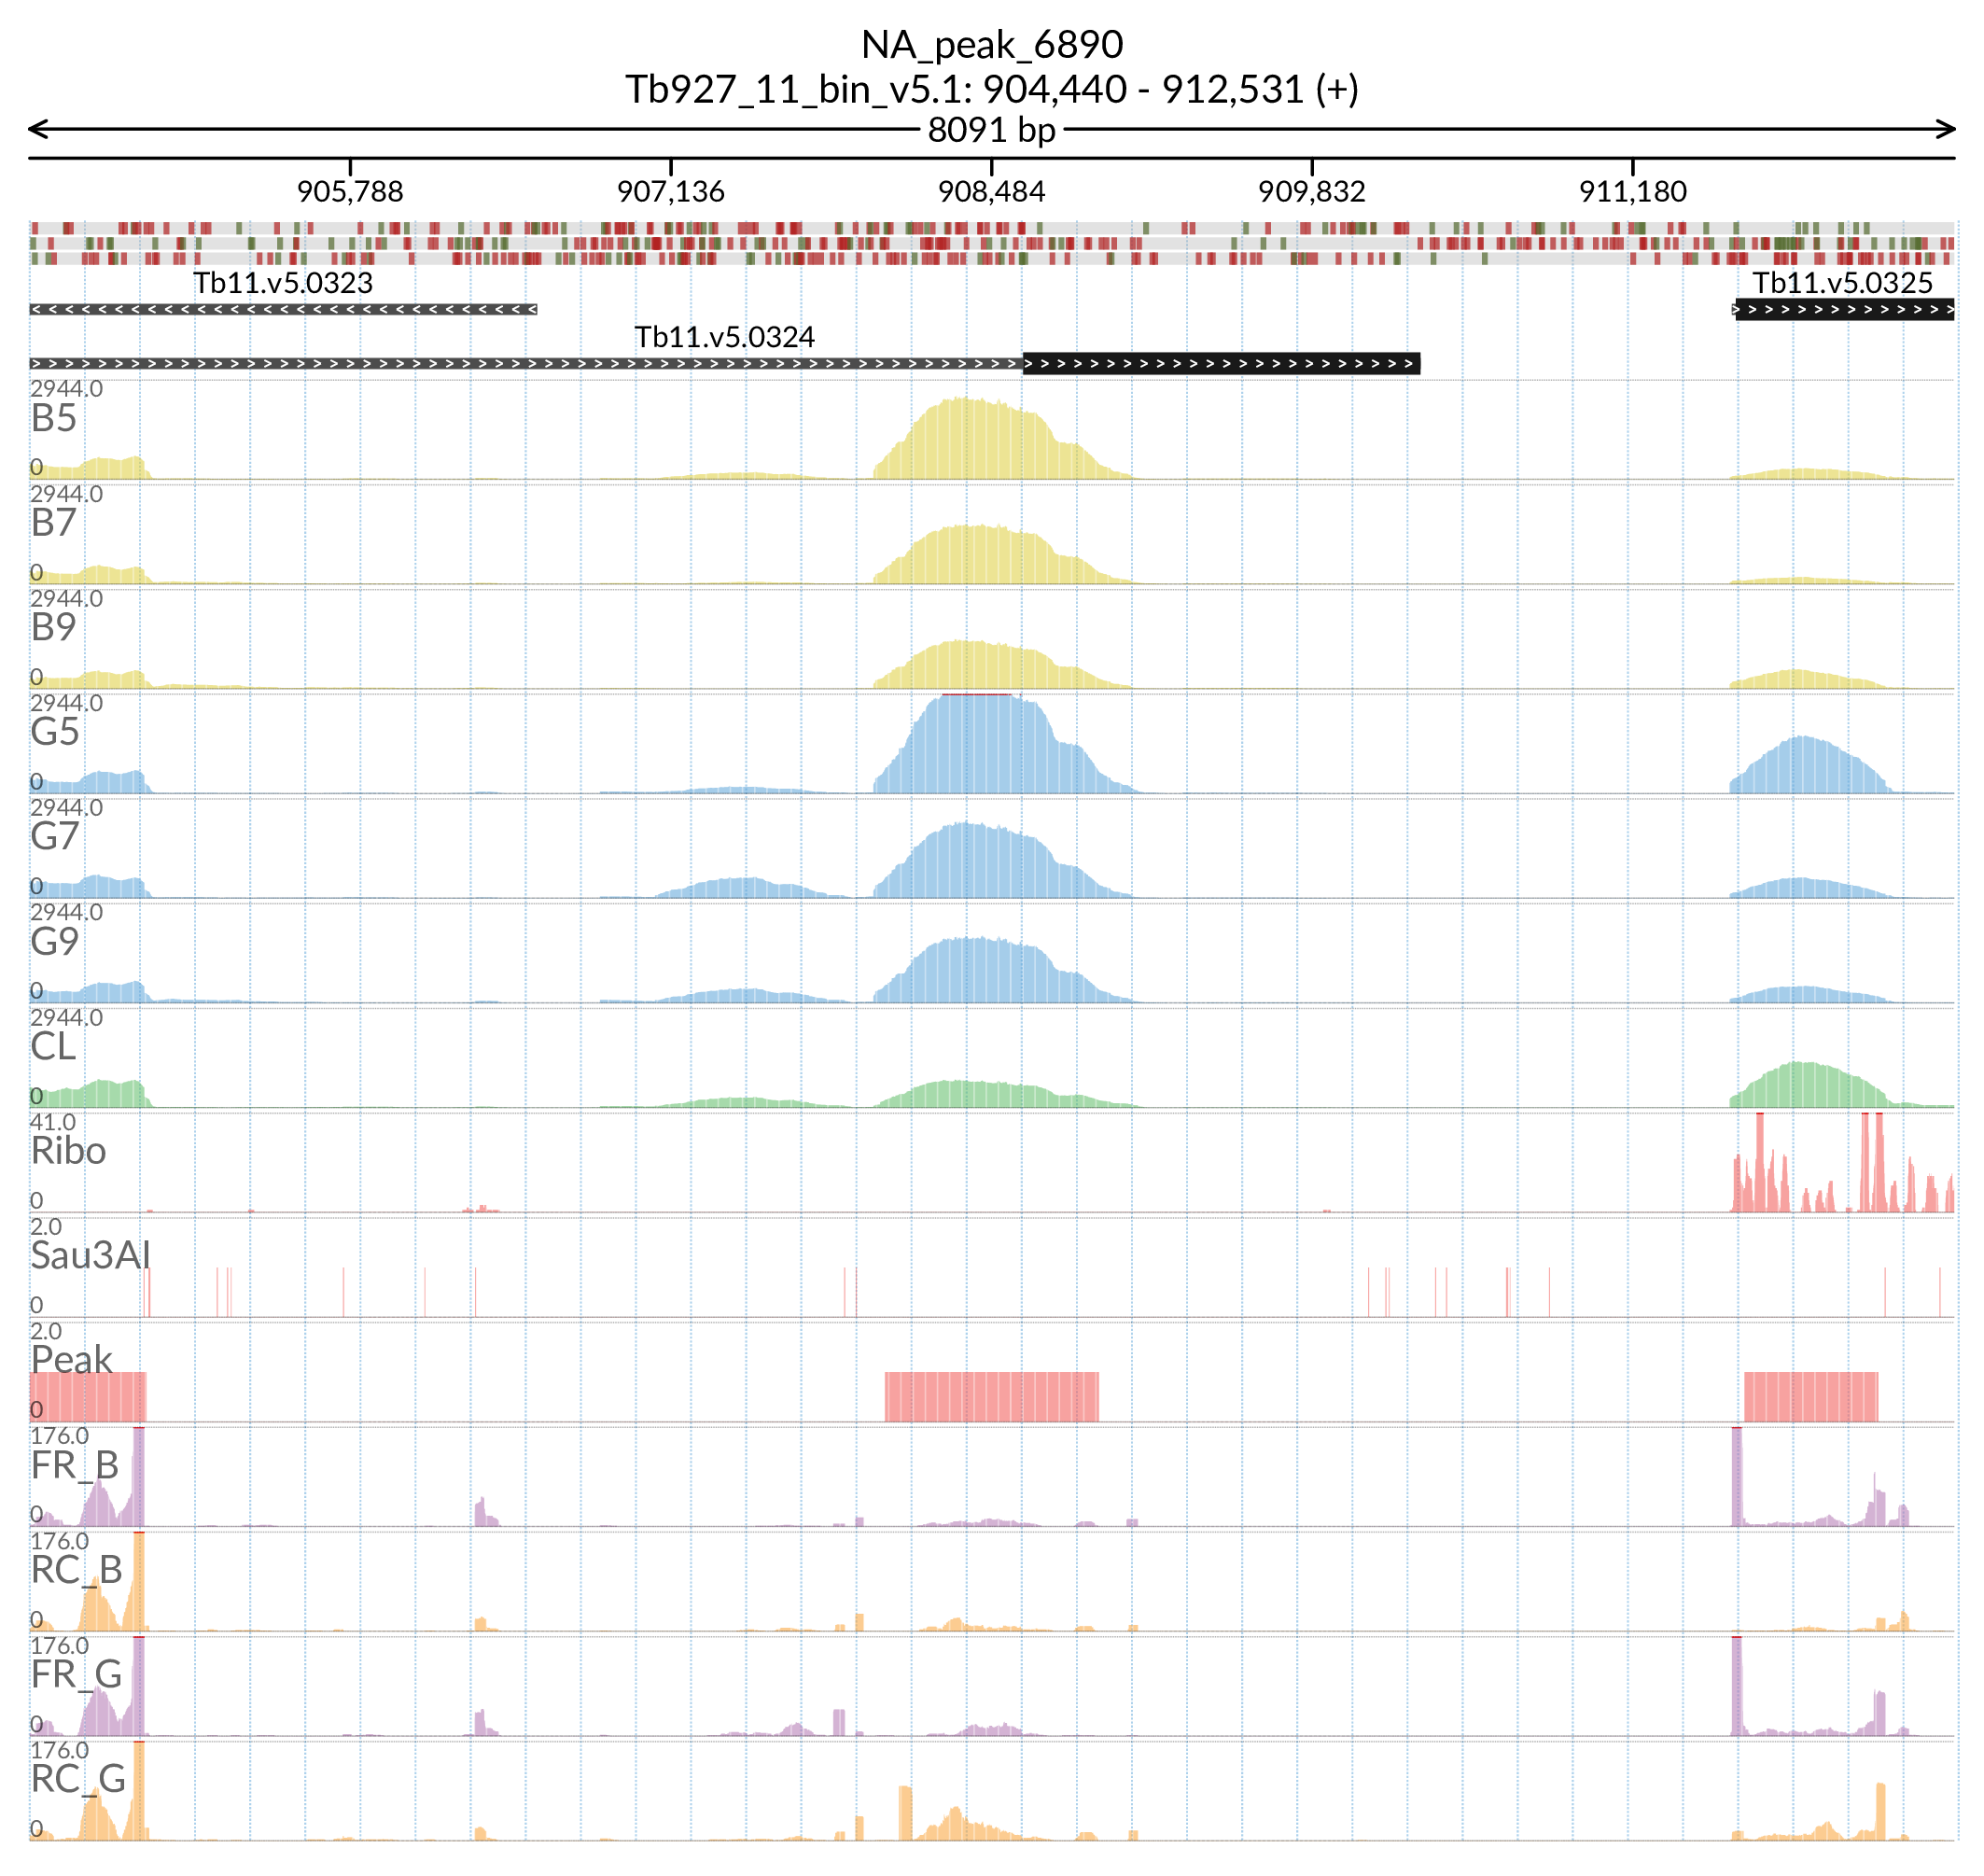 NA_peak_6890
Tb927_11_bin_v5.1: 904,440 - 912,531 (+)
8091 bp
905,788 907,136 908,484 909,832 911,180
Tb11.v5.0323 Tb11.v5.0325
Tb11.v5.0324
2944.0
B5
0
2944.0
B7
0
2944.0
B9
0
2944.0
G5
0
2944.0
G7
0
2944.0
G9
0
2944.0
CL
0
41.0
Ribo
0
2.0
Sau3AI
0
2.0
Peak
0
176.0
FR_B
0
176.0
RC_B
0
176.0
FR_G
0
176.0
RC_G
0